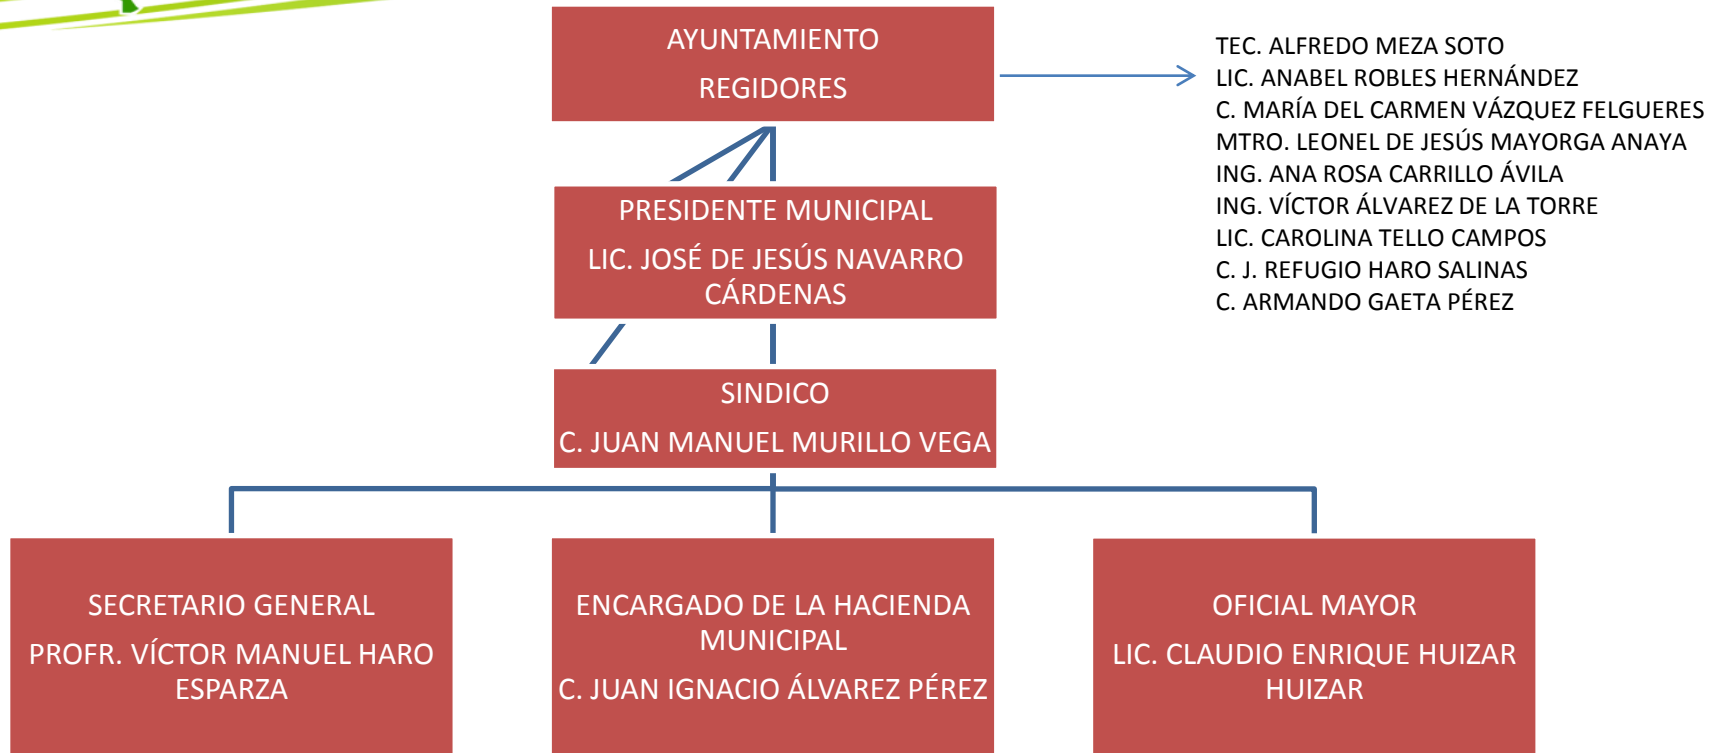 AYUNTAMIENTO
REGIDORES
TEC. ALFREDO MEZA SOTO
LIC. ANABEL ROBLES HERNÁNDEZ
C. MARÍA DEL CARMEN VÁZQUEZ FELGUERES
MTRO. LEONEL DE JESÚS MAYORGA ANAYA
ING. ANA ROSA CARRILLO ÁVILA
ING. VÍCTOR ÁLVAREZ DE LA TORRE
LIC. CAROLINA TELLO CAMPOS
C. J. REFUGIO HARO SALINAS
C. ARMANDO GAETA PÉREZ
PRESIDENTE MUNICIPAL
LIC. JOSÉ DE JESÚS NAVARRO
CÁRDENAS
SINDICO
C. JUAN MANUEL MURILLO VEGA
SECRETARIO GENERAL
PROFR. VÍCTOR MANUEL HARO
ESPARZA
ENCARGADO DE LA HACIENDA
MUNICIPAL
C. JUAN IGNACIO ÁLVAREZ PÉREZ
OFICIAL MAYOR
LIC. CLAUDIO ENRIQUE HUIZAR
HUIZAR